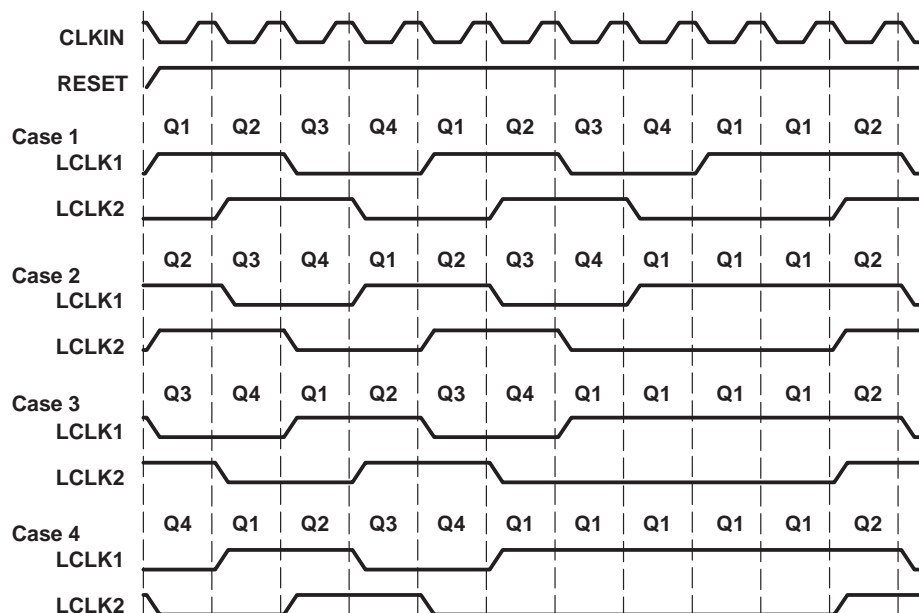 CLKIN
RESET
Q1 Q2 Q3 Q4 Q1 Q2 Q3 Q4 Q1 Q1 Q2
Case 1
LCLK1
LCLK2
Q2 Q3 Q4 Q1 Q2 Q3 Q4 Q1 Q1 Q1 Q2
Case 2
LCLK1
LCLK2
Q3 Q4 Q1 Q2 Q3 Q4 Q1 Q1 Q1 Q1 Q2
Case 3
LCLK1
LCLK2
Q4 Q1 Q2 Q3 Q4 Q1 Q1 Q1 Q1 Q1 Q2
Case 4
LCLK1
LCLK2